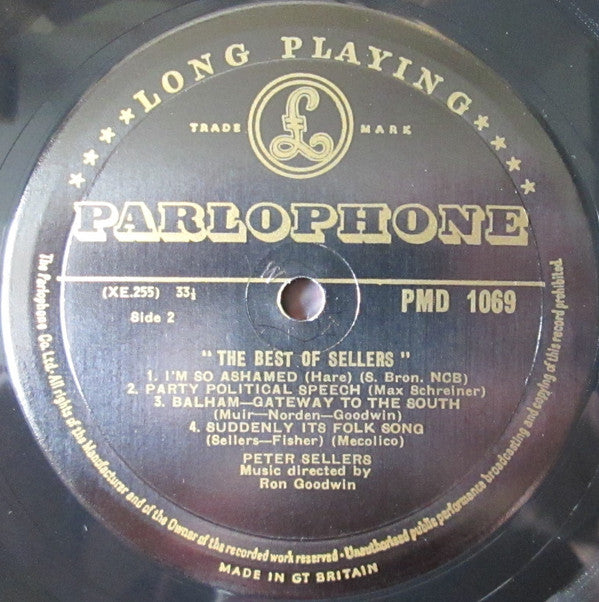 LONG PLAYING
TRADE MARK
£
PARLOPHONE
(XE.255) 33⅓
Side 2
PMD 1069
"THE BEST OF SELLERS"
1. I'M SO ASHAMED (Hare) (S. Bron. NCB)
2. PARTY POLITICAL SPEECH (Max Schreiner)
3. BALHAM—GATEWAY TO THE SOUTH
(Muir—Norden—Goodwin)
4. SUDDENLY ITS FOLK SONG
(Sellers—Fisher) (Mecolico)
PETER SELLERS
Music directed by
Ron Goodwin
The Parlophone Co Ltd. All rights of the Manufacturer and of the Owner of the recorded work reserved · Unauthorised public performance broadcasting and copying of this record prohibited.
MADE IN GT BRITAIN